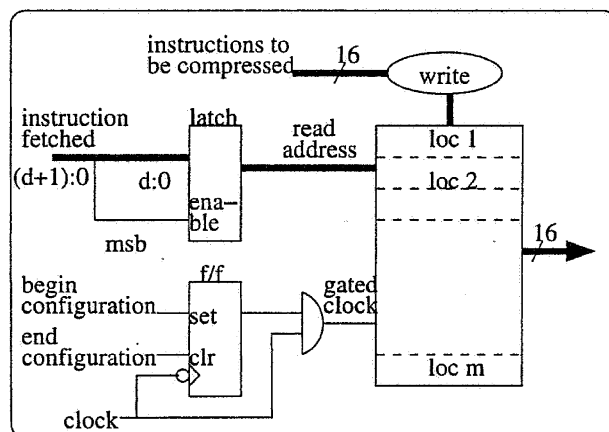 instructions to
be compressed
16
write
instruction
fetched
latch
read
address
loc 1
(d+1):0
d:0
loc 2
ena-
ble
msb
16
f/f
begin
configuration
set
gated
clock
end
configuration
clr
loc m
clock